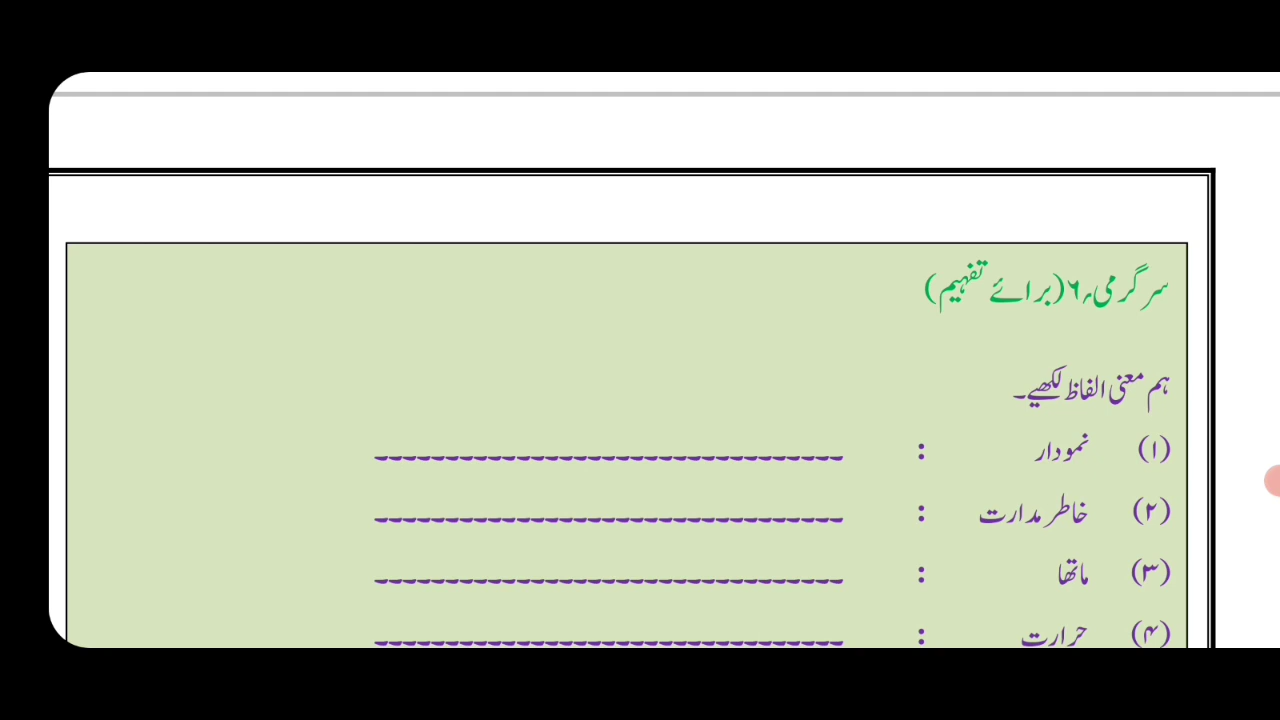 سرگرمی ۶٫ (برائے تفہیم)
ہم معنی الفاظ لکھیے۔
(۱) نمودار : ---------------------------------
(۲) خاطر مدارت : ---------------------------------
(۳) ماتھا : ---------------------------------
(۴) حرارت : ---------------------------------